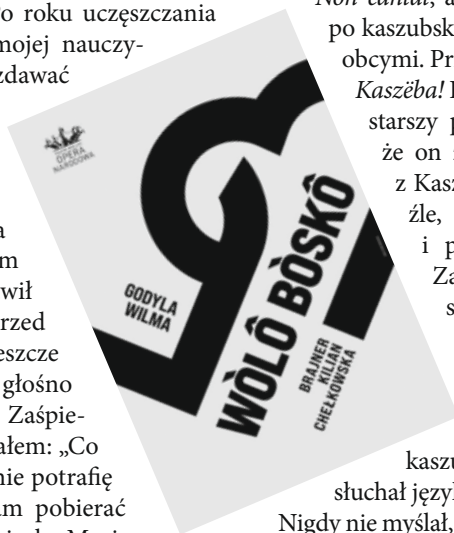 o roku uczęszczania
mojej nauczy-
zdawać
a
m
wił
rzed
eszcze
głośno
Zaśpie-
ałem: „Co
nie potrafię
am pobierać
OPERA
NARODOWA
GODYLA
WILMA
WÒLÔ BÒSKÔ
BRAJNER
KILIAN
CHEŁKOWSKA
po kaszubsk
obcymi. Pr
Kaszëba!
starszy p
że on
z Kasz
źle,
i p
Za
s
kaszu
słuchał język
Nigdy nie myślał,